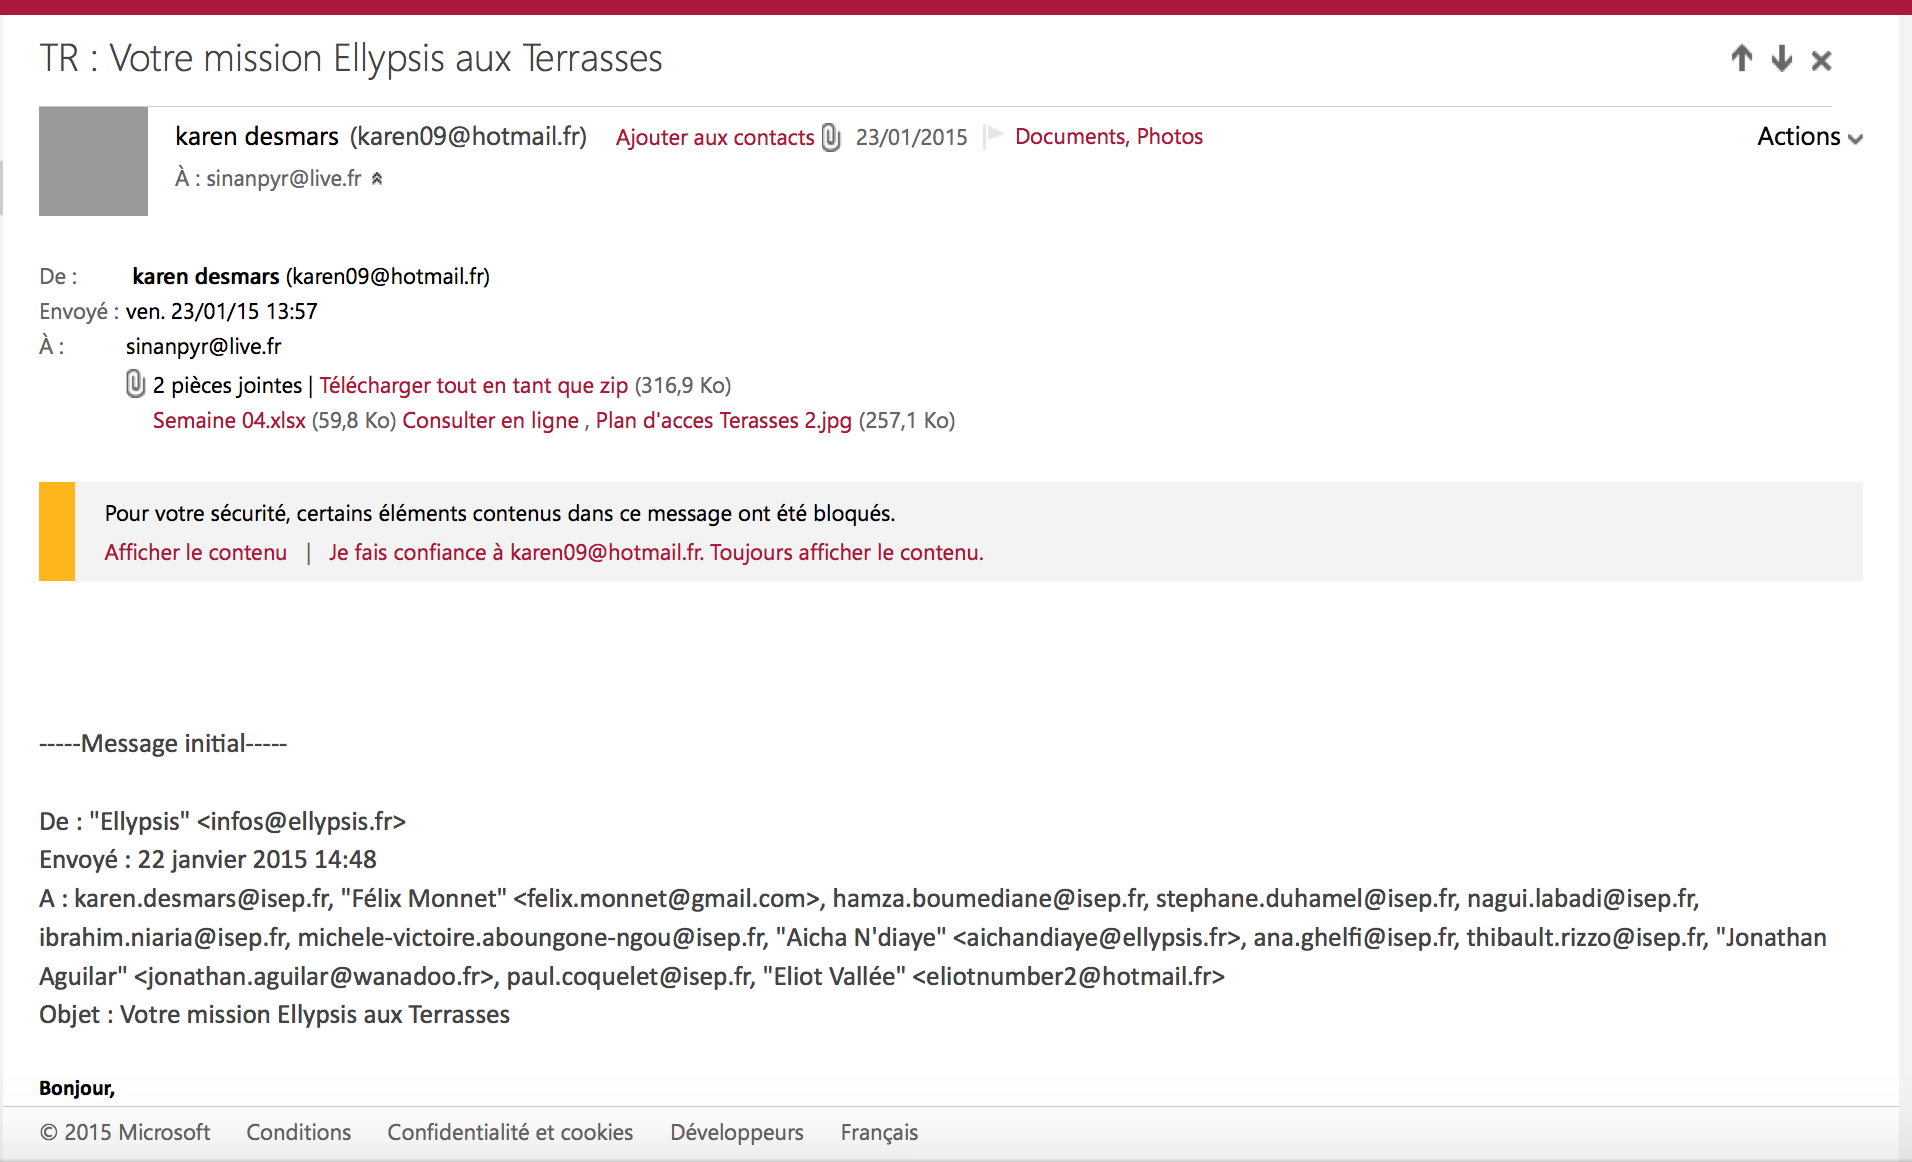 TR : Votre mission Ellypsis aux Terrasses
karen desmars (karen09@hotmail.fr) Ajouter aux contacts 23/01/2015 Documents, Photos Actions
À : sinanpyr@live.fr
De : karen desmars (karen09@hotmail.fr)
Envoyé : ven. 23/01/15 13:57
À : sinanpyr@live.fr
2 pièces jointes | Télécharger tout en tant que zip (316,9 Ko)
Semaine 04.xlsx (59,8 Ko) Consulter en ligne , Plan d'acces Terasses 2.jpg (257,1 Ko)
Pour votre sécurité, certains éléments contenus dans ce message ont été bloqués.
Afficher le contenu | Je fais confiance à karen09@hotmail.fr. Toujours afficher le contenu.
-----Message initial-----
De : "Ellypsis" <infos@ellypsis.fr>
Envoyé : 22 janvier 2015 14:48
A : karen.desmars@isep.fr, "Félix Monnet" <felix.monnet@gmail.com>, hamza.boumediane@isep.fr, stephane.duhamel@isep.fr, nagui.labadi@isep.fr,
ibrahim.niaria@isep.fr, michele-victoire.aboungone-ngou@isep.fr, "Aicha N'diaye" <aichandiaye@ellypsis.fr>, ana.ghelfi@isep.fr, thibault.rizzo@isep.fr, "Jonathan
Aguilar" <jonathan.aguilar@wanadoo.fr>, paul.coquelet@isep.fr, "Eliot Vallée" <eliotnumber2@hotmail.fr>
Objet : Votre mission Ellypsis aux Terrasses
Bonjour,
© 2015 Microsoft Conditions Confidentialité et cookies Développeurs Français